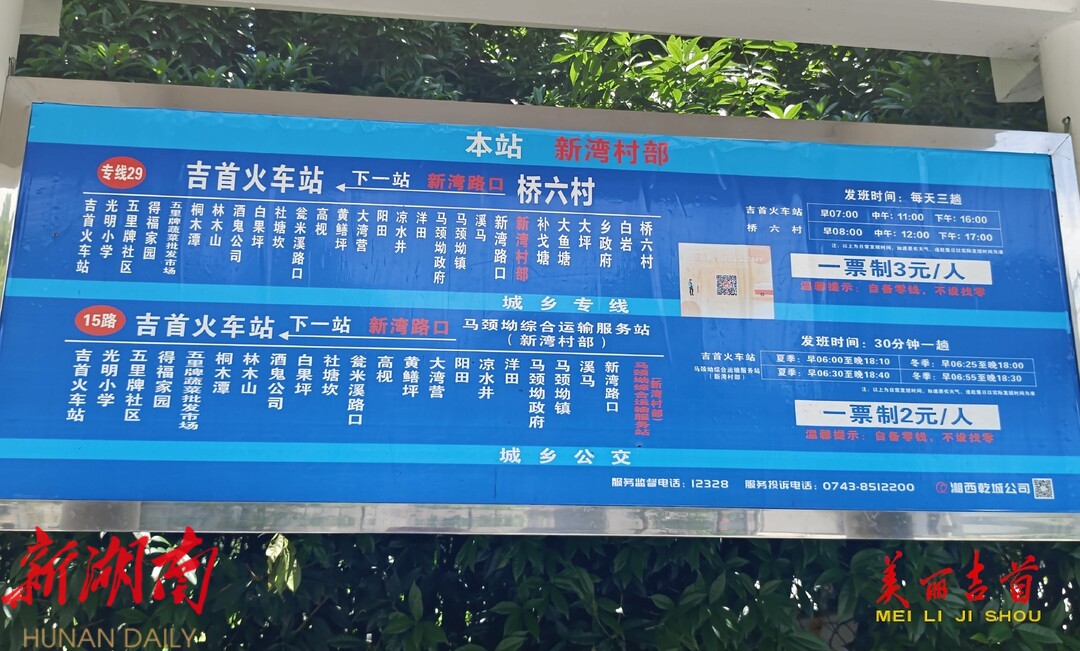 本站 新湾村部
专线29 吉首火车站 下一站 新湾路口 桥六村
吉首火车站
光明小学
五里牌社区
得福家园
五里牌蔬菜批发市场
桐木潭
林木山
酒鬼公司
白果坪
社塘坎
瓮米溪路口
高枧
黄鳝坪
大湾营
阳田
凉水井
洋田
马颈坳政府
马颈坳镇
溪马
新湾路口
新湾村部
补戈塘
大鱼塘
大坪
乡政府
白岩
桥六村
发班时间：每天三趟
吉首火车站 早07:00 中午：11:00 下午：16:00
桥六村 早08:00 中午：12:00 下午：17:00
一票制3元/人
温馨提示：自备零钱，不设找零
城乡专线
15路 吉首火车站 下一站 新湾路口 马颈坳综合运输服务站
（新湾村部）
吉首火车站
光明小学
五里牌社区
得福家园
五里牌蔬菜批发市场
桐木潭
林木山
酒鬼公司
白果坪
社塘坎
瓮米溪路口
高枧
黄鳝坪
大湾营
阳田
凉水井
洋田
马颈坳政府
马颈坳镇
溪马
新湾路口
马颈坳综合运输服务站
（新湾村部）
发班时间：30分钟一趟
吉首火车站 夏季：早06:00至晚18:10 冬季：早06:25至晚18:00
马颈坳综合运输服务站 夏季：早06:30至晚18:40 冬季：早06:55至晚18:30
（新湾村部）
一票制2元/人
温馨提示：自备零钱，不设找零
城乡公交
服务监督电话：12328 服务投诉电话：0743-8512200 湘西乾城公司
新湖南
HUNAN DAILY
美丽吉首
MEI LI JI SHOU